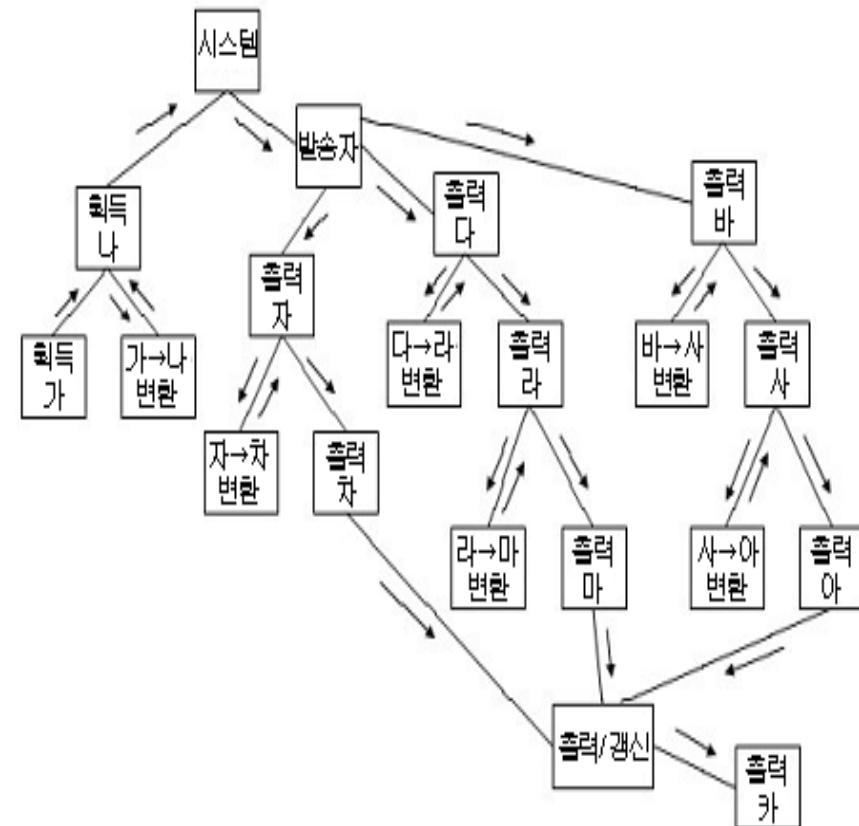 시스템
발송자
획득
나
출력
다
출력
바
출력
자
획득
가
가→나
변환
다→라
변환
출력
라
바→사
변환
출력
사
자→차
변환
출력
차
라→마
변환
출력
마
사→아
변환
출력
아
출력/갱신
출력
카